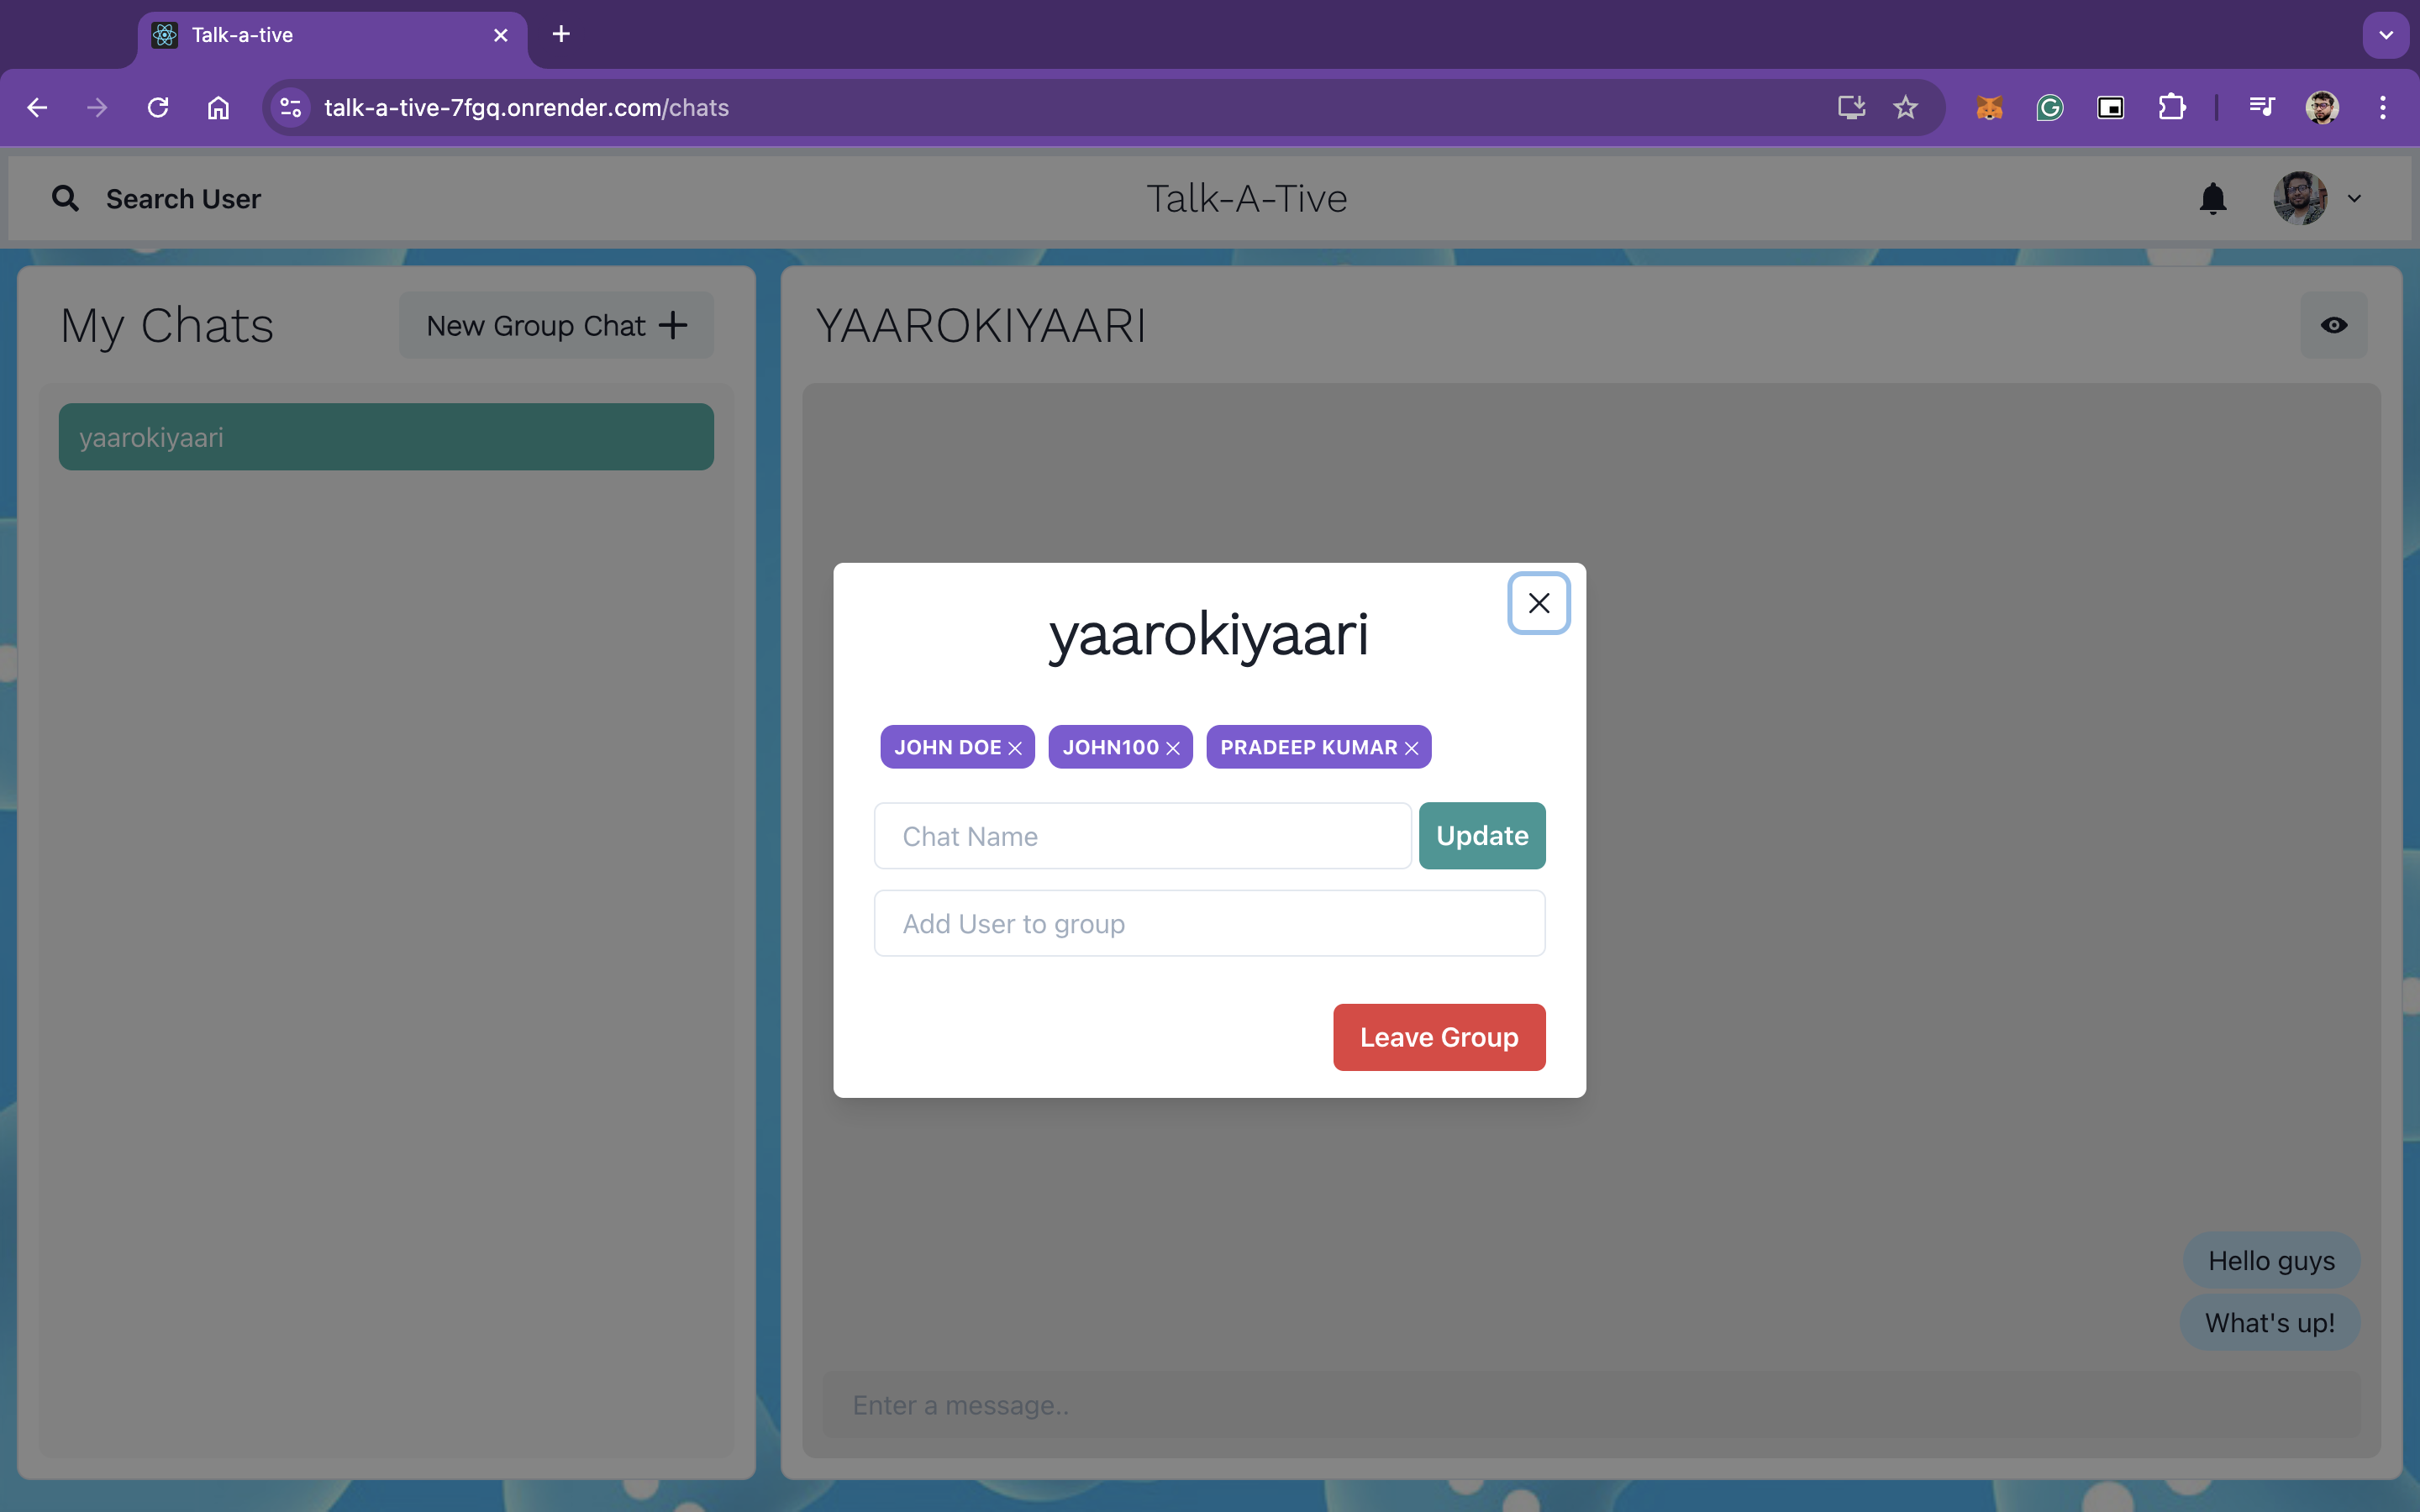 Talk-a-tive
talk-a-tive-7fgq.onrender.com/chats
Search User
Talk-A-Tive
My Chats
New Group Chat
YAAROKIYAARI
yaarokiyaari
yaarokiyaari
JOHN DOE
JOHN100
PRADEEP KUMAR
Chat Name
Update
Add User to group
Leave Group
Hello guys
What's up!
Enter a message..